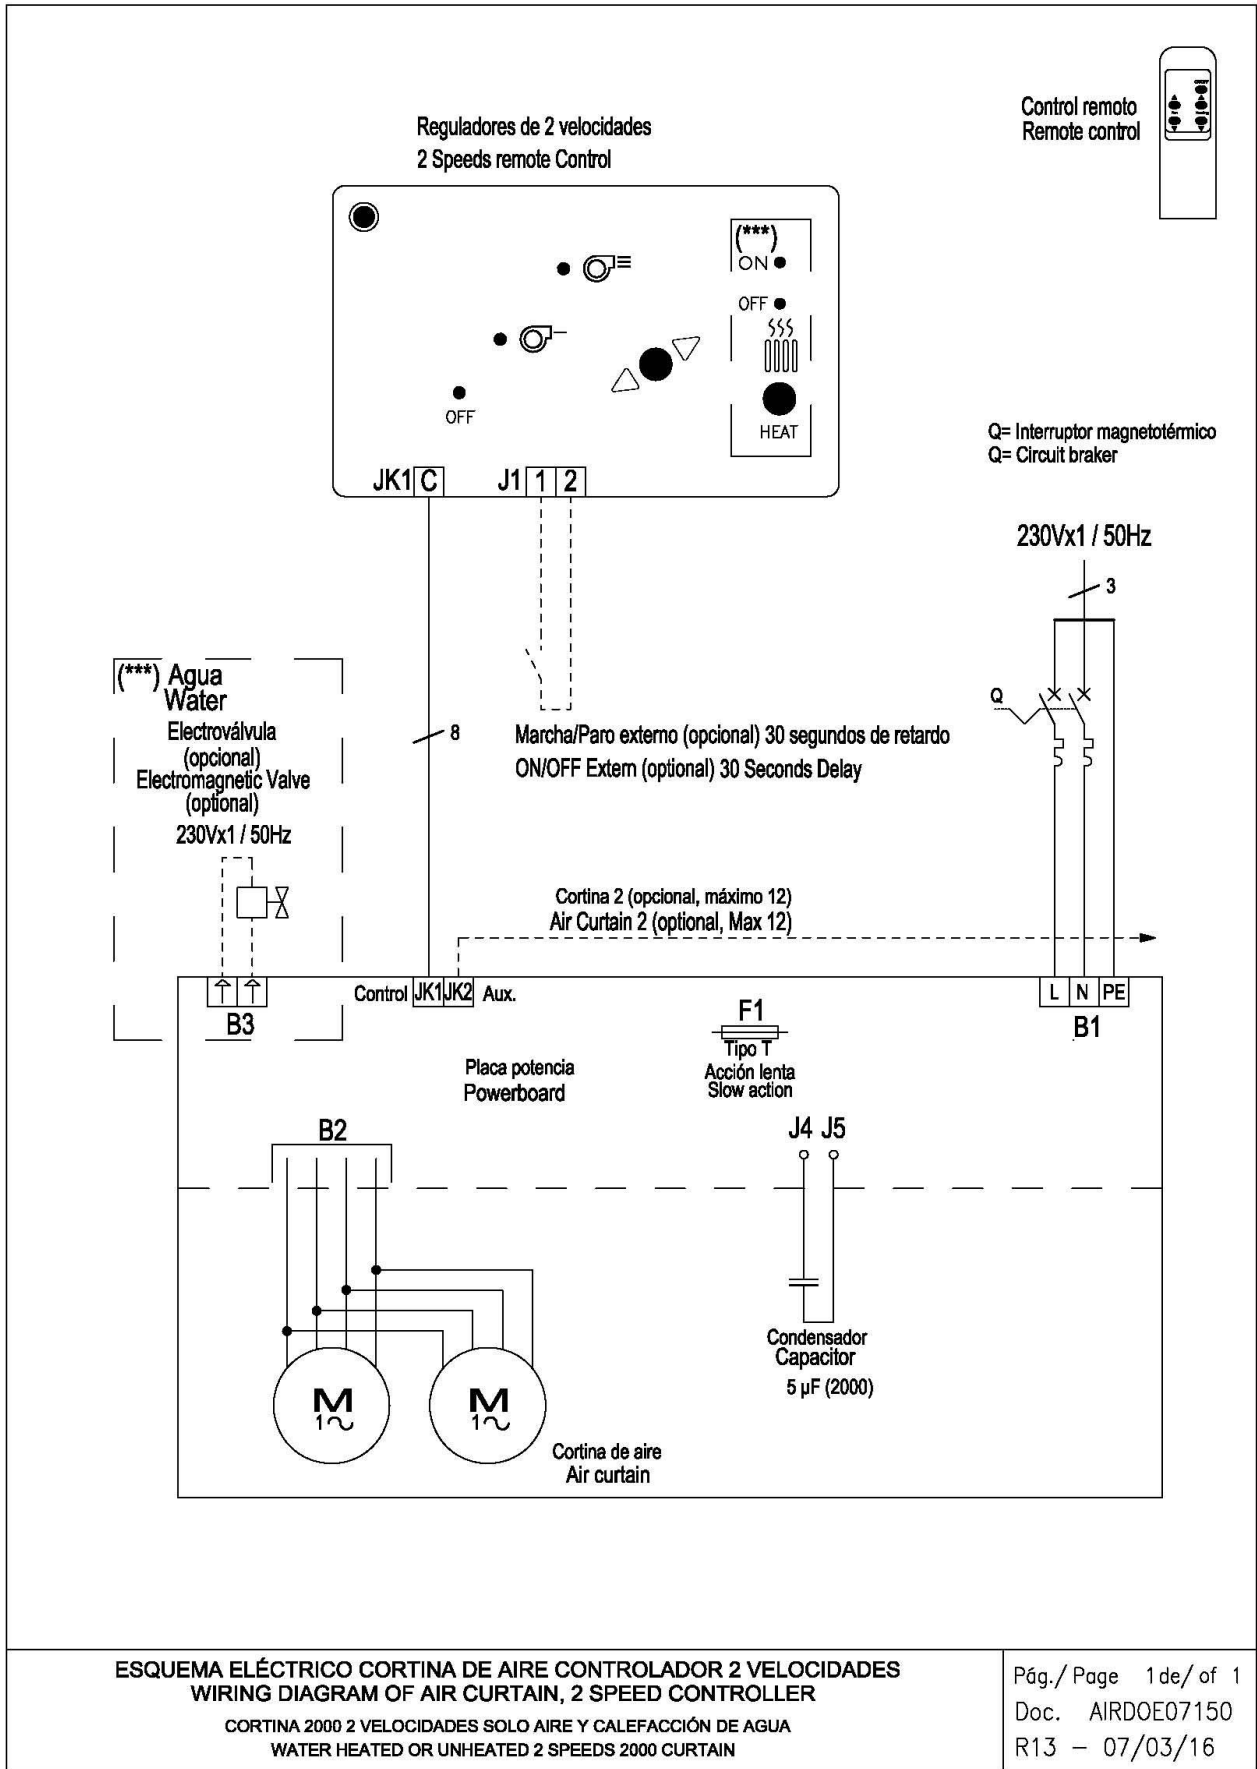 Control remoto
Remote control
Reguladores de 2 velocidades
2 Speeds remote Control
(***)
ON
OFF
HEAT
OFF
JK1 C
J1 1 2
Q= Interruptor magnetotérmico
Q= Circuit braker
230Vx1 / 50Hz
3
Q
(***) Agua
Water
Electroválvula
(opcional)
Electromagnetic Valve
(optional)
230Vx1 / 50Hz
8
Marcha/Paro externo (opcional) 30 segundos de retardo
ON/OFF Extern (optional) 30 Seconds Delay
Cortina 2 (opcional, máximo 12)
Air Curtain 2 (optional, Max 12)
B3
Control JK1 JK2 Aux.
L N PE
B1
F1
Tipo T
Acción lenta
Slow action
Placa potencia
Powerboard
B2
J4 J5
Condensador
Capacitor
5 µF (2000)
M
1
M
1
Cortina de aire
Air curtain
ESQUEMA ELÉCTRICO CORTINA DE AIRE CONTROLADOR 2 VELOCIDADES
WIRING DIAGRAM OF AIR CURTAIN, 2 SPEED CONTROLLER
CORTINA 2000 2 VELOCIDADES SOLO AIRE Y CALEFACCIÓN DE AGUA
WATER HEATED OR UNHEATED 2 SPEEDS 2000 CURTAIN
Pág./ Page 1 de/ of 1
Doc. AIRDOE07150
R13 - 07/03/16